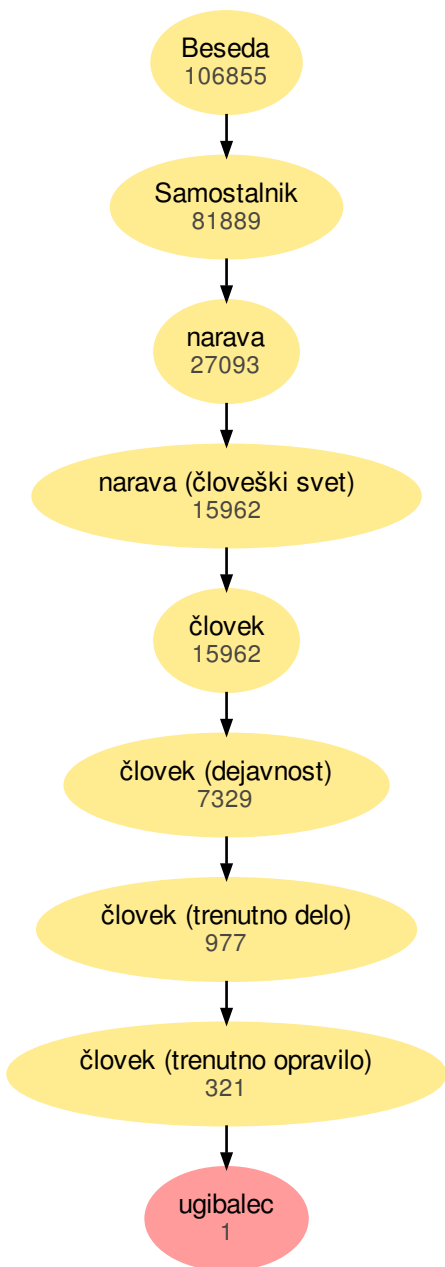 Beseda
106855
Samostalnik
81889
narava
27093
narava (človeški svet)
15962
človek
15962
človek (dejavnost)
7329
človek (trenutno delo)
977
človek (trenutno opravilo)
321
ugibalec
1